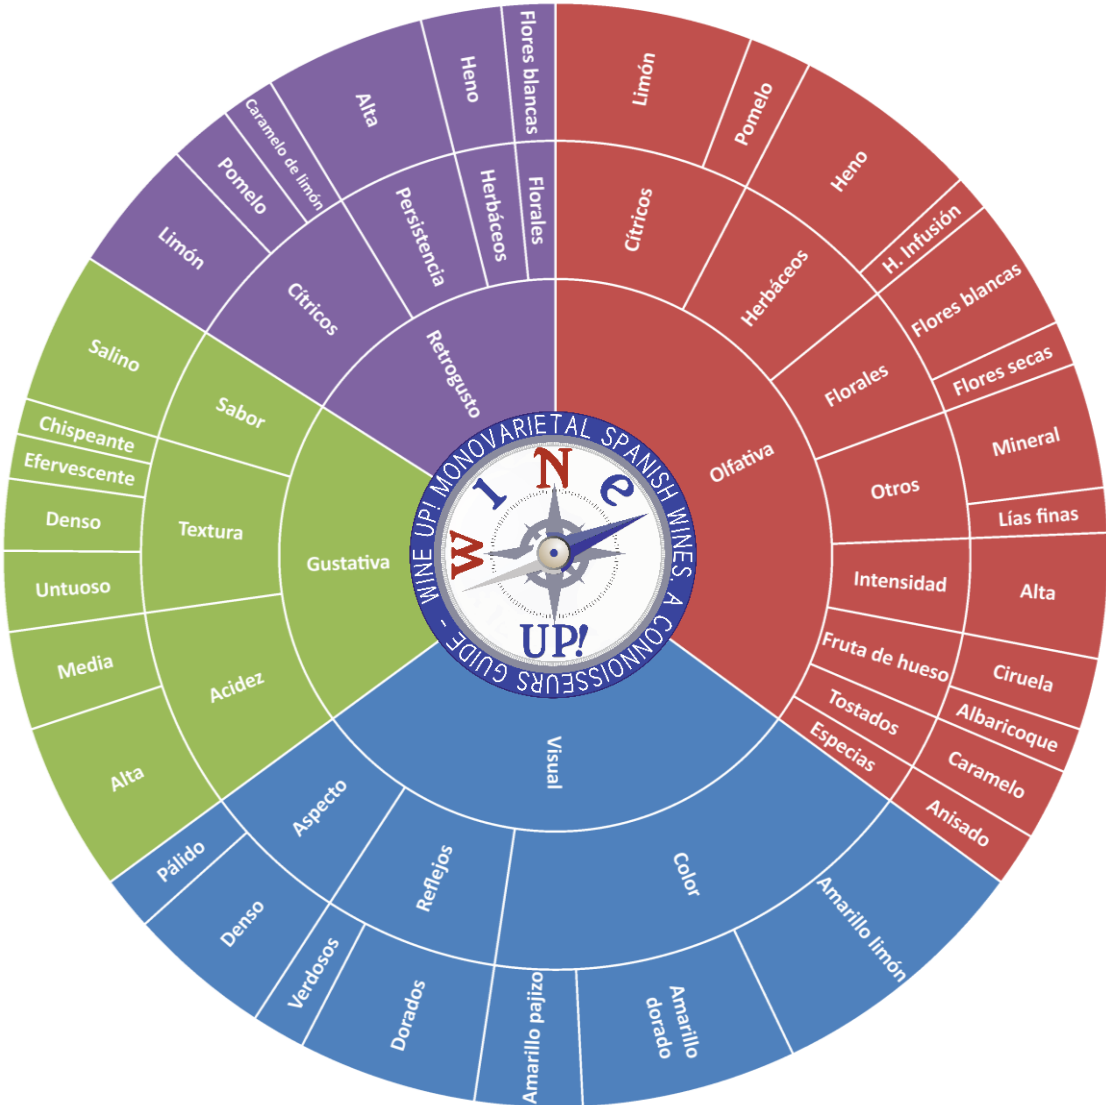 Olfativa
Cítricos
Limón
Pomelo
Herbáceos
Heno
H. Infusión
Florales
Flores blancas
Flores secas
Otros
Mineral
Lías finas
Intensidad
Alta
Fruta de hueso
Ciruela
Albaricoque
Tostados
Caramelo
Especias
Anisado
Visual
Color
Amarillo limón
Amarillo
dorado
Amarillo pajizo
Reflejos
Dorados
Verdosos
Aspecto
Denso
Pálido
Gustativa
Acidez
Alta
Media
Textura
Untuoso
Denso
Efervescente
Chispeante
Sabor
Salino
Retrogusto
Cítricos
Limón
Pomelo
Caramelo de limón
Persistencia
Alta
Herbáceos
Heno
Florales
Flores blancas
WINE UP! MONOVARIETAL SPANISH WINES. A CONNOISSEURS GUIDE -
W I N e
UP!